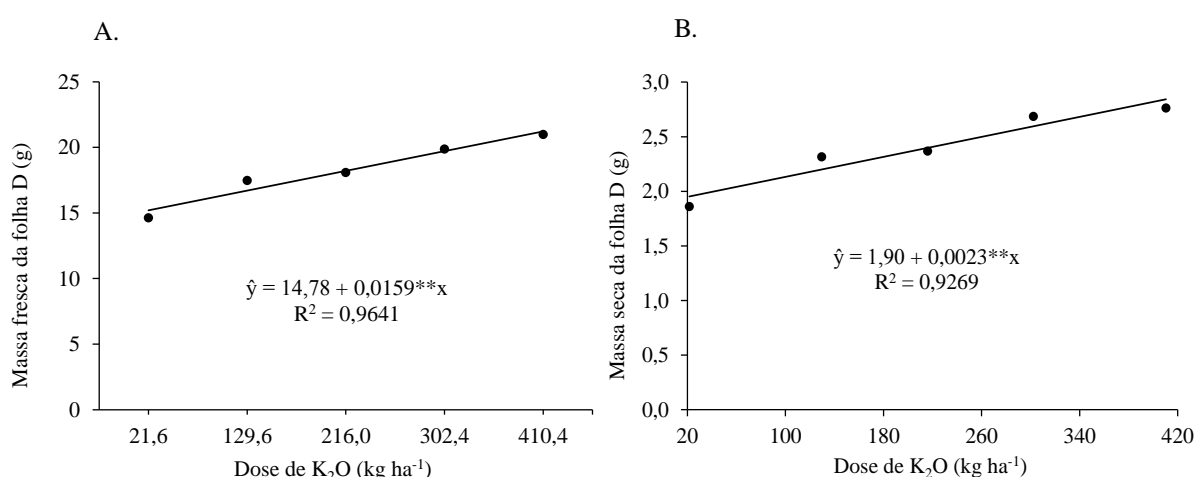 A.
Massa fresca da folha D (g)
25
20
15
10
5
0
ŷ = 14,78 + 0,0159**x
R² = 0,9641
21,6 129,6 216,0 302,4 410,4
Dose de K₂O (kg ha⁻¹)
B.
Massa seca da folha D (g)
3,0
2,5
2,0
1,5
1,0
0,5
0,0
ŷ = 1,90 + 0,0023**x
R² = 0,9269
20 100 180 260 340 420
Dose de K₂O (kg ha⁻¹)